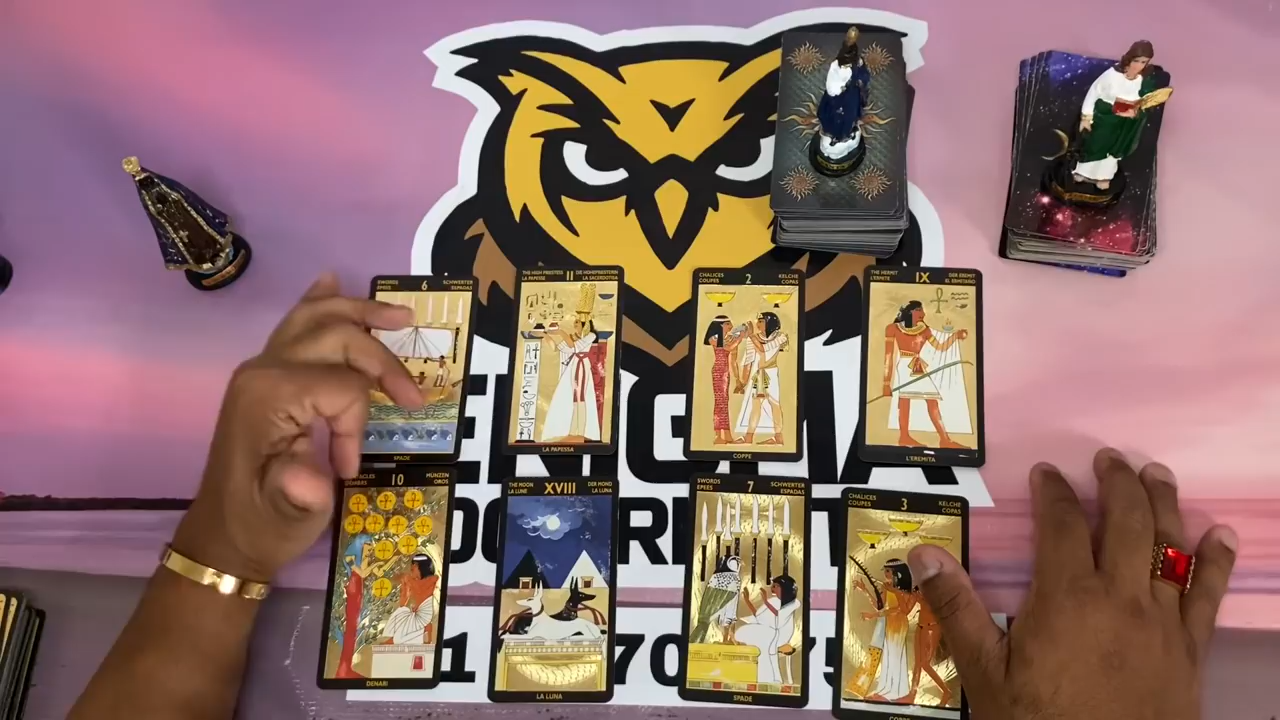 SWORDS 6 SCHWERTER
EPEES ESPADAS
SPADE
THE HIGH PRIESTESS II DIE HOHEPRIESTERIN
LA PAPESSE LA SACERDOTISA
LA PAPESSA
CHALICES 2 KELCHE
COUPES COPAS
COPPE
THE HERMIT IX DER EREMIT
L'ERMITE EL ERMITAÑO
L'EREMITA
10 MÜNZEN
OROS
DENARI
THE MOON XVIII DER MOND
LA LUNE LA LUNA
LA LUNA
SWORDS 7 SCHWERTER
EPEES ESPADAS
SPADE
CHALICES 3 KELCHE
COUPES COPAS
70